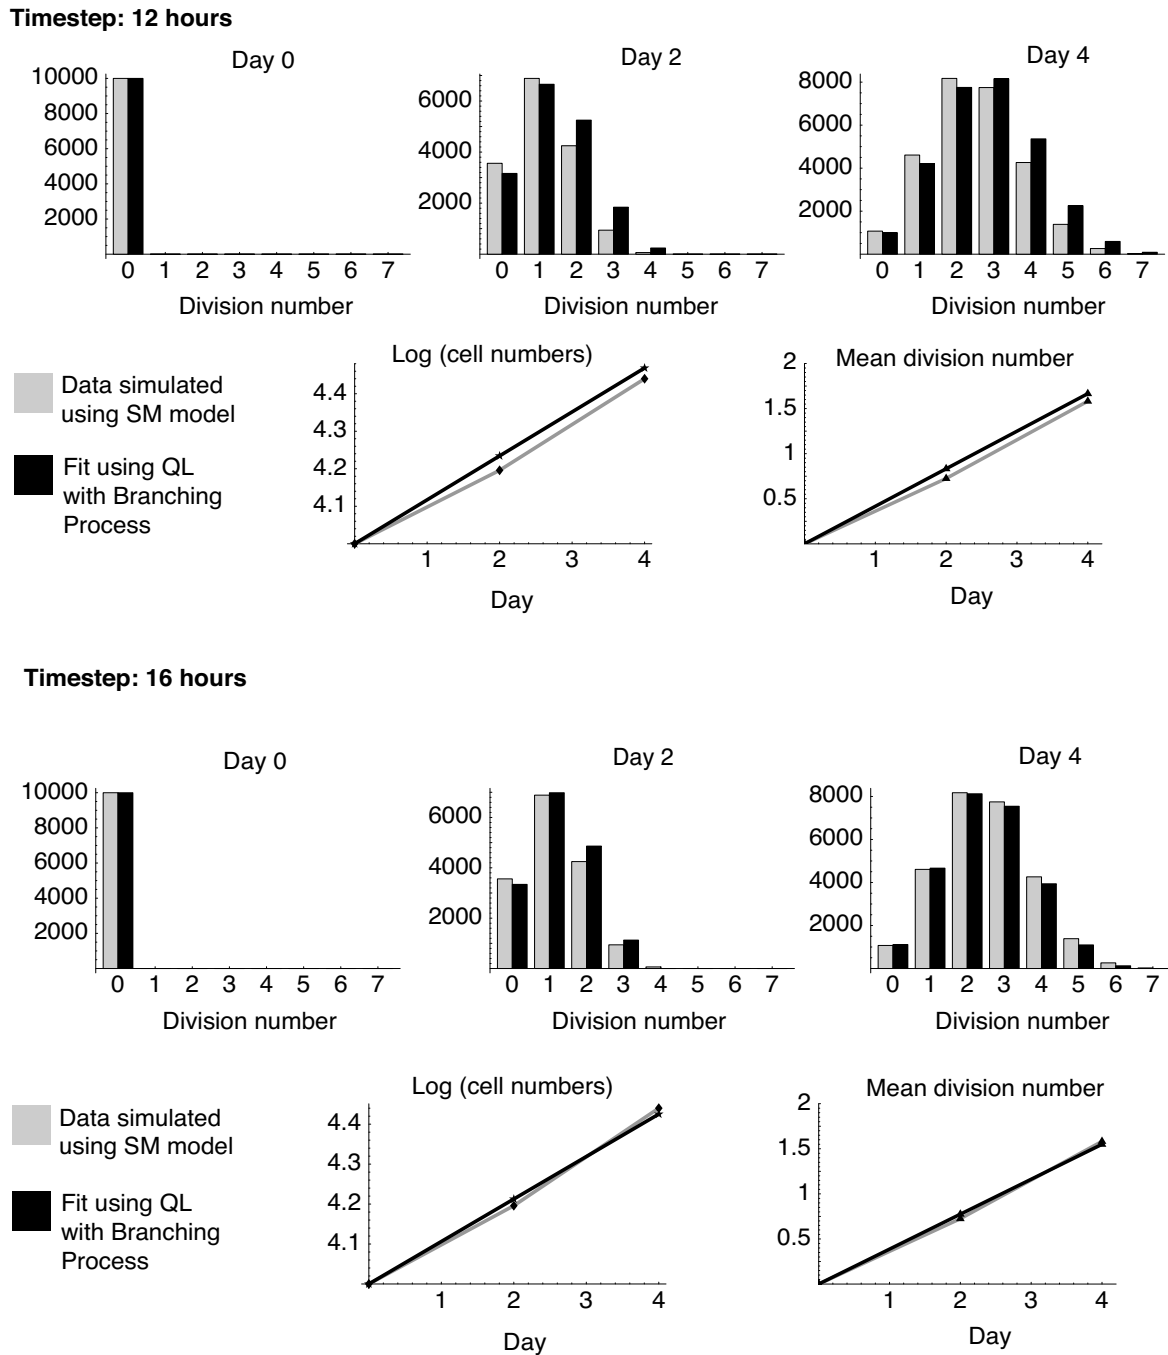 Timestep: 12 hours
Day 0
Day 2
Day 4
10000
8000
6000
4000
2000
0 1 2 3 4 5 6 7
Division number
6000
4000
2000
0 1 2 3 4 5 6 7
Division number
8000
6000
4000
2000
0 1 2 3 4 5 6 7
Division number
Data simulated
using SM model
Fit using QL
with Branching
Process
Log (cell numbers)
4.4
4.3
4.2
4.1
1 2 3 4
Day
Mean division number
2
1.5
1
0.5
1 2 3 4
Day
Timestep: 16 hours
Day 0
Day 2
Day 4
10000
8000
6000
4000
2000
0 1 2 3 4 5 6 7
Division number
6000
4000
2000
0 1 2 3 4 5 6 7
Division number
8000
6000
4000
2000
0 1 2 3 4 5 6 7
Division number
Data simulated
using SM model
Fit using QL
with Branching
Process
Log (cell numbers)
4.4
4.3
4.2
4.1
1 2 3 4
Day
Mean division number
2
1.5
1
0.5
1 2 3 4
Day